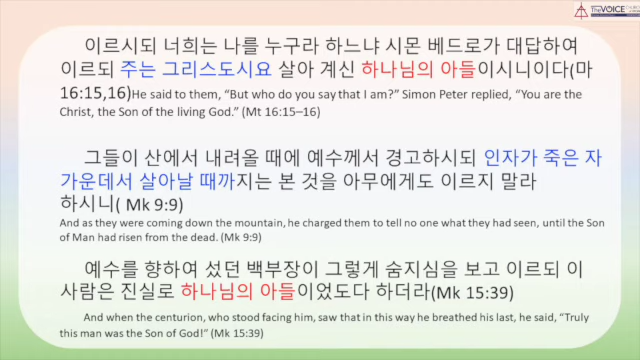 TheVOICE
이르시되 너희는 나를 누구라 하느냐 시몬 베드로가 대답하여
이르되 주는 그리스도시요 살아 계신 하나님의 아들이시니이다(마
16:15,16)He said to them, “But who do you say that I am?” Simon Peter replied, “You are the
Christ, the Son of the living God.” (Mt 16:15–16)
그들이 산에서 내려올 때에 예수께서 경고하시되 인자가 죽은 자
가운데서 살아날 때까지는 본 것을 아무에게도 이르지 말라
하시니( Mk 9:9)
And as they were coming down the mountain, he charged them to tell no one what they had seen, until the Son
of Man had risen from the dead. (Mk 9:9)
예수를 향하여 섰던 백부장이 그렇게 숨지심을 보고 이르되 이
사람은 진실로 하나님의 아들이었도다 하더라(Mk 15:39)
And when the centurion, who stood facing him, saw that in this way he breathed his last, he said, “Truly
this man was the Son of God!” (Mk 15:39)